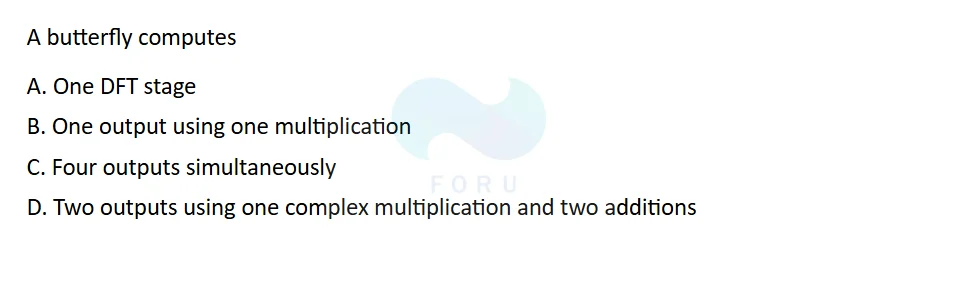 A butterfly computes
A. One DFT stage
B. One output using one multiplication
C. Four outputs simultaneously
FORU
D. Two outputs using one complex multiplication and two additions